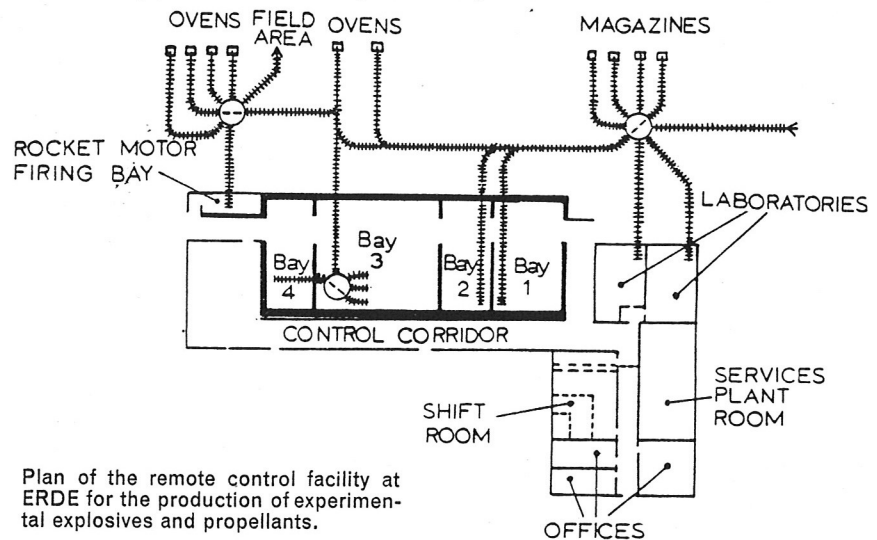 OVENS
FIELD
AREA
OVENS
MAGAZINES
ROCKET MOTOR
FIRING BAY
LABORATORIES
Bay
3
Bay
4
Bay
2
Bay
1
CONTROL CORRIDOR
SERVICES
PLANT
ROOM
SHIFT
ROOM
Plan of the remote control facility at
ERDE for the production of experimen-
tal explosives and propellants.
OFFICES